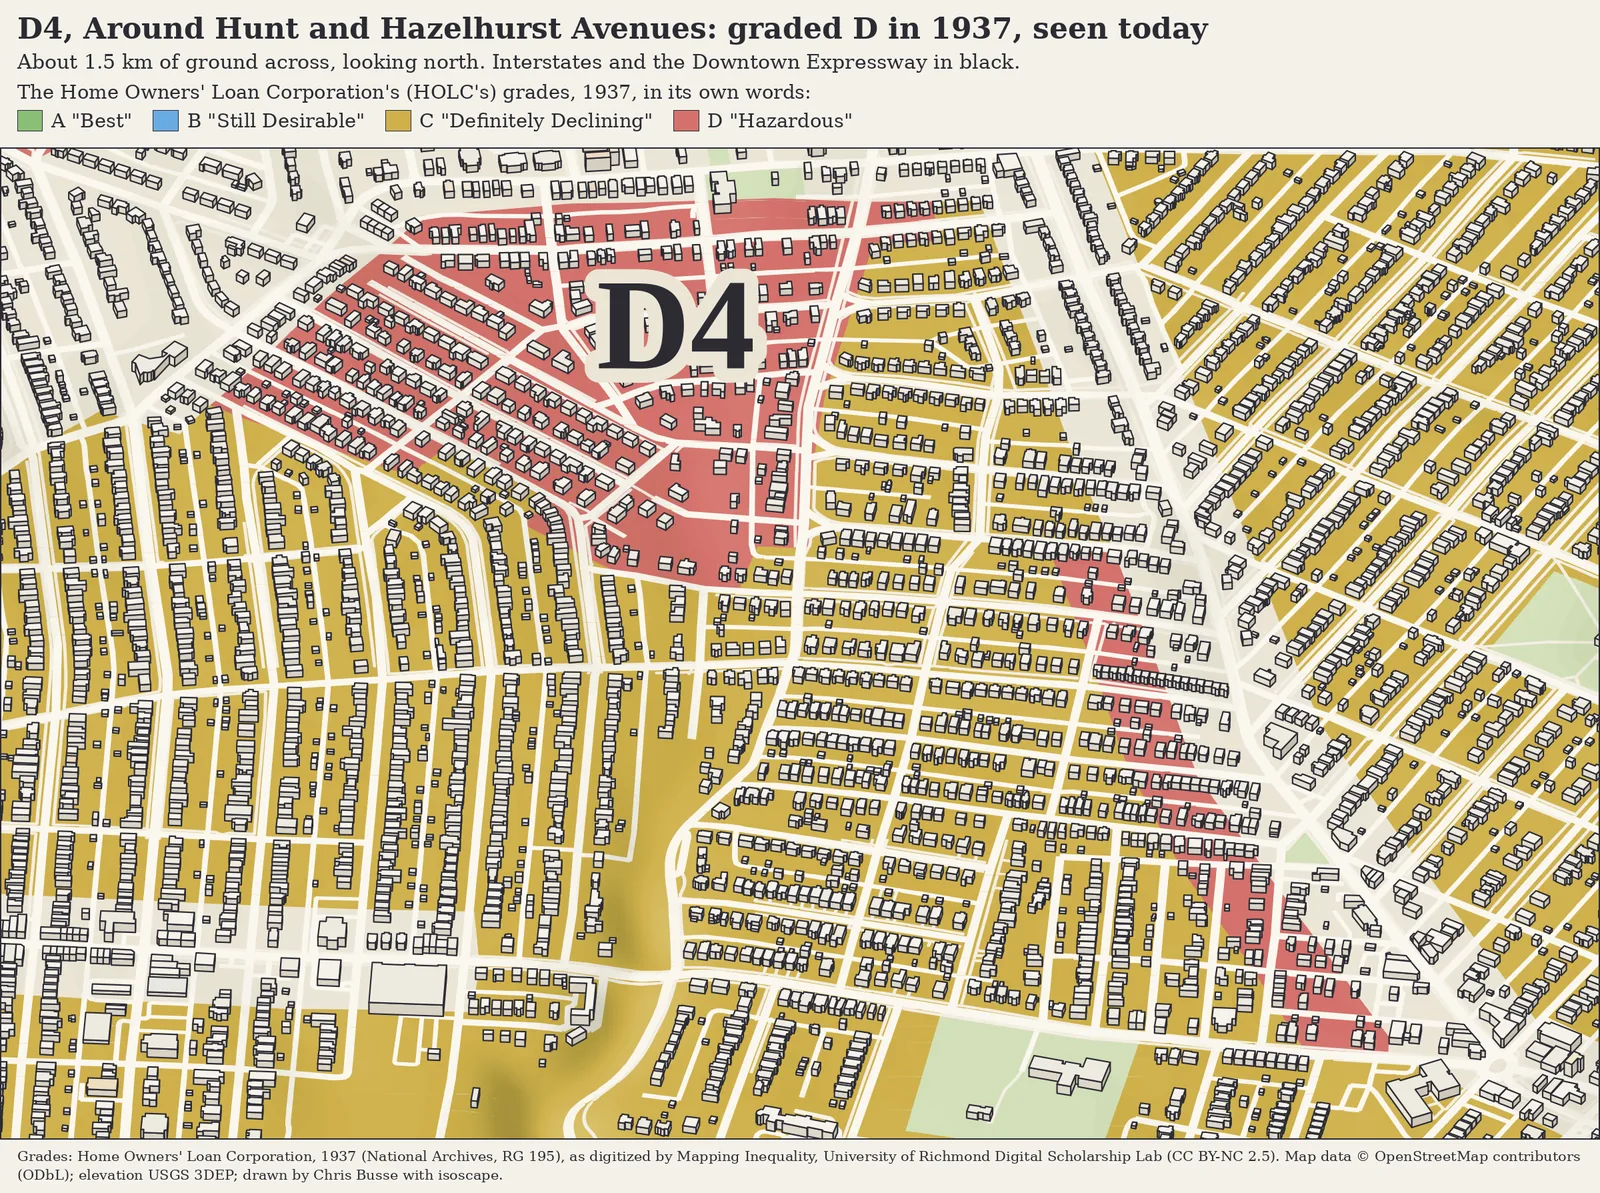 D4, Around Hunt and Hazelhurst Avenues: graded D in 1937, seen today
About 1.5 km of ground across, looking north. Interstates and the Downtown Expressway in black.
The Home Owners' Loan Corporation's (HOLC's) grades, 1937, in its own words:
A "Best" B "Still Desirable" C "Definitely Declining" D "Hazardous"
D4
Grades: Home Owners' Loan Corporation, 1937 (National Archives, RG 195), as digitized by Mapping Inequality, University of Richmond Digital Scholarship Lab (CC BY-NC 2.5). Map data © OpenStreetMap contributors
(ODbL); elevation USGS 3DEP; drawn by Chris Busse with isoscape.